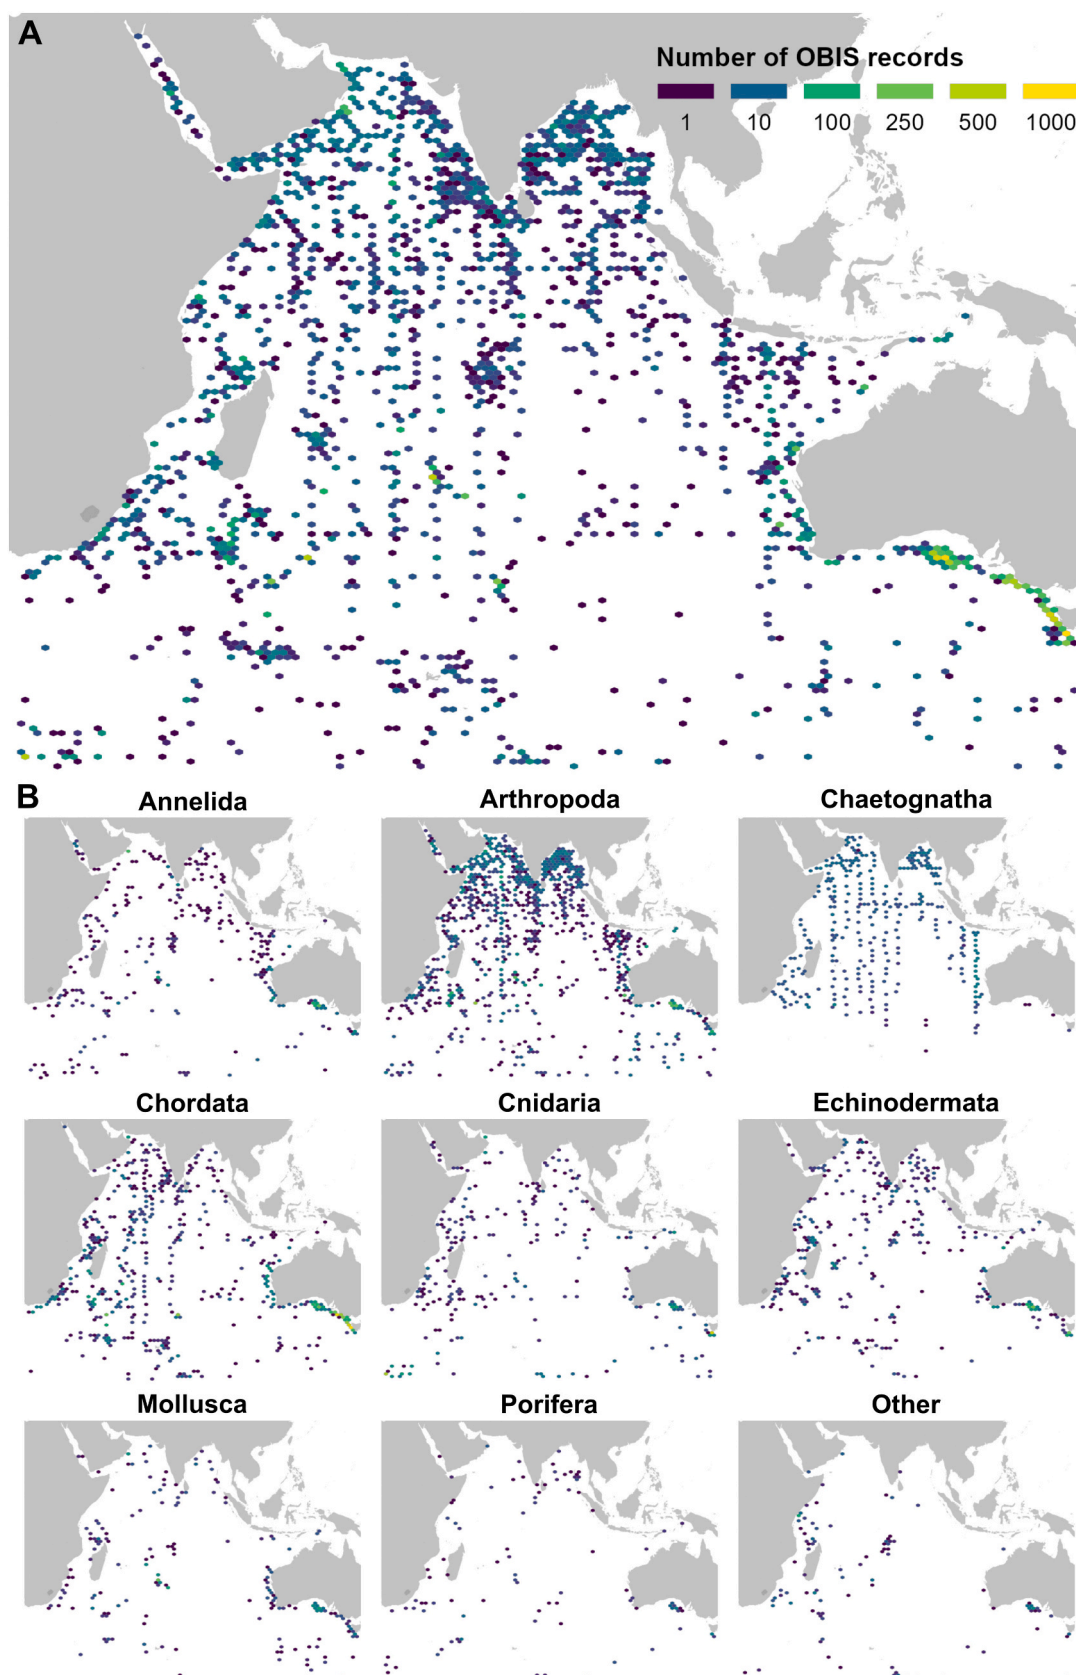 A
Number of OBIS records
1 10 100 250 500 1000
B
Annelida Arthropoda Chaetognatha
Chordata Cnidaria Echinodermata
Mollusca Porifera Other